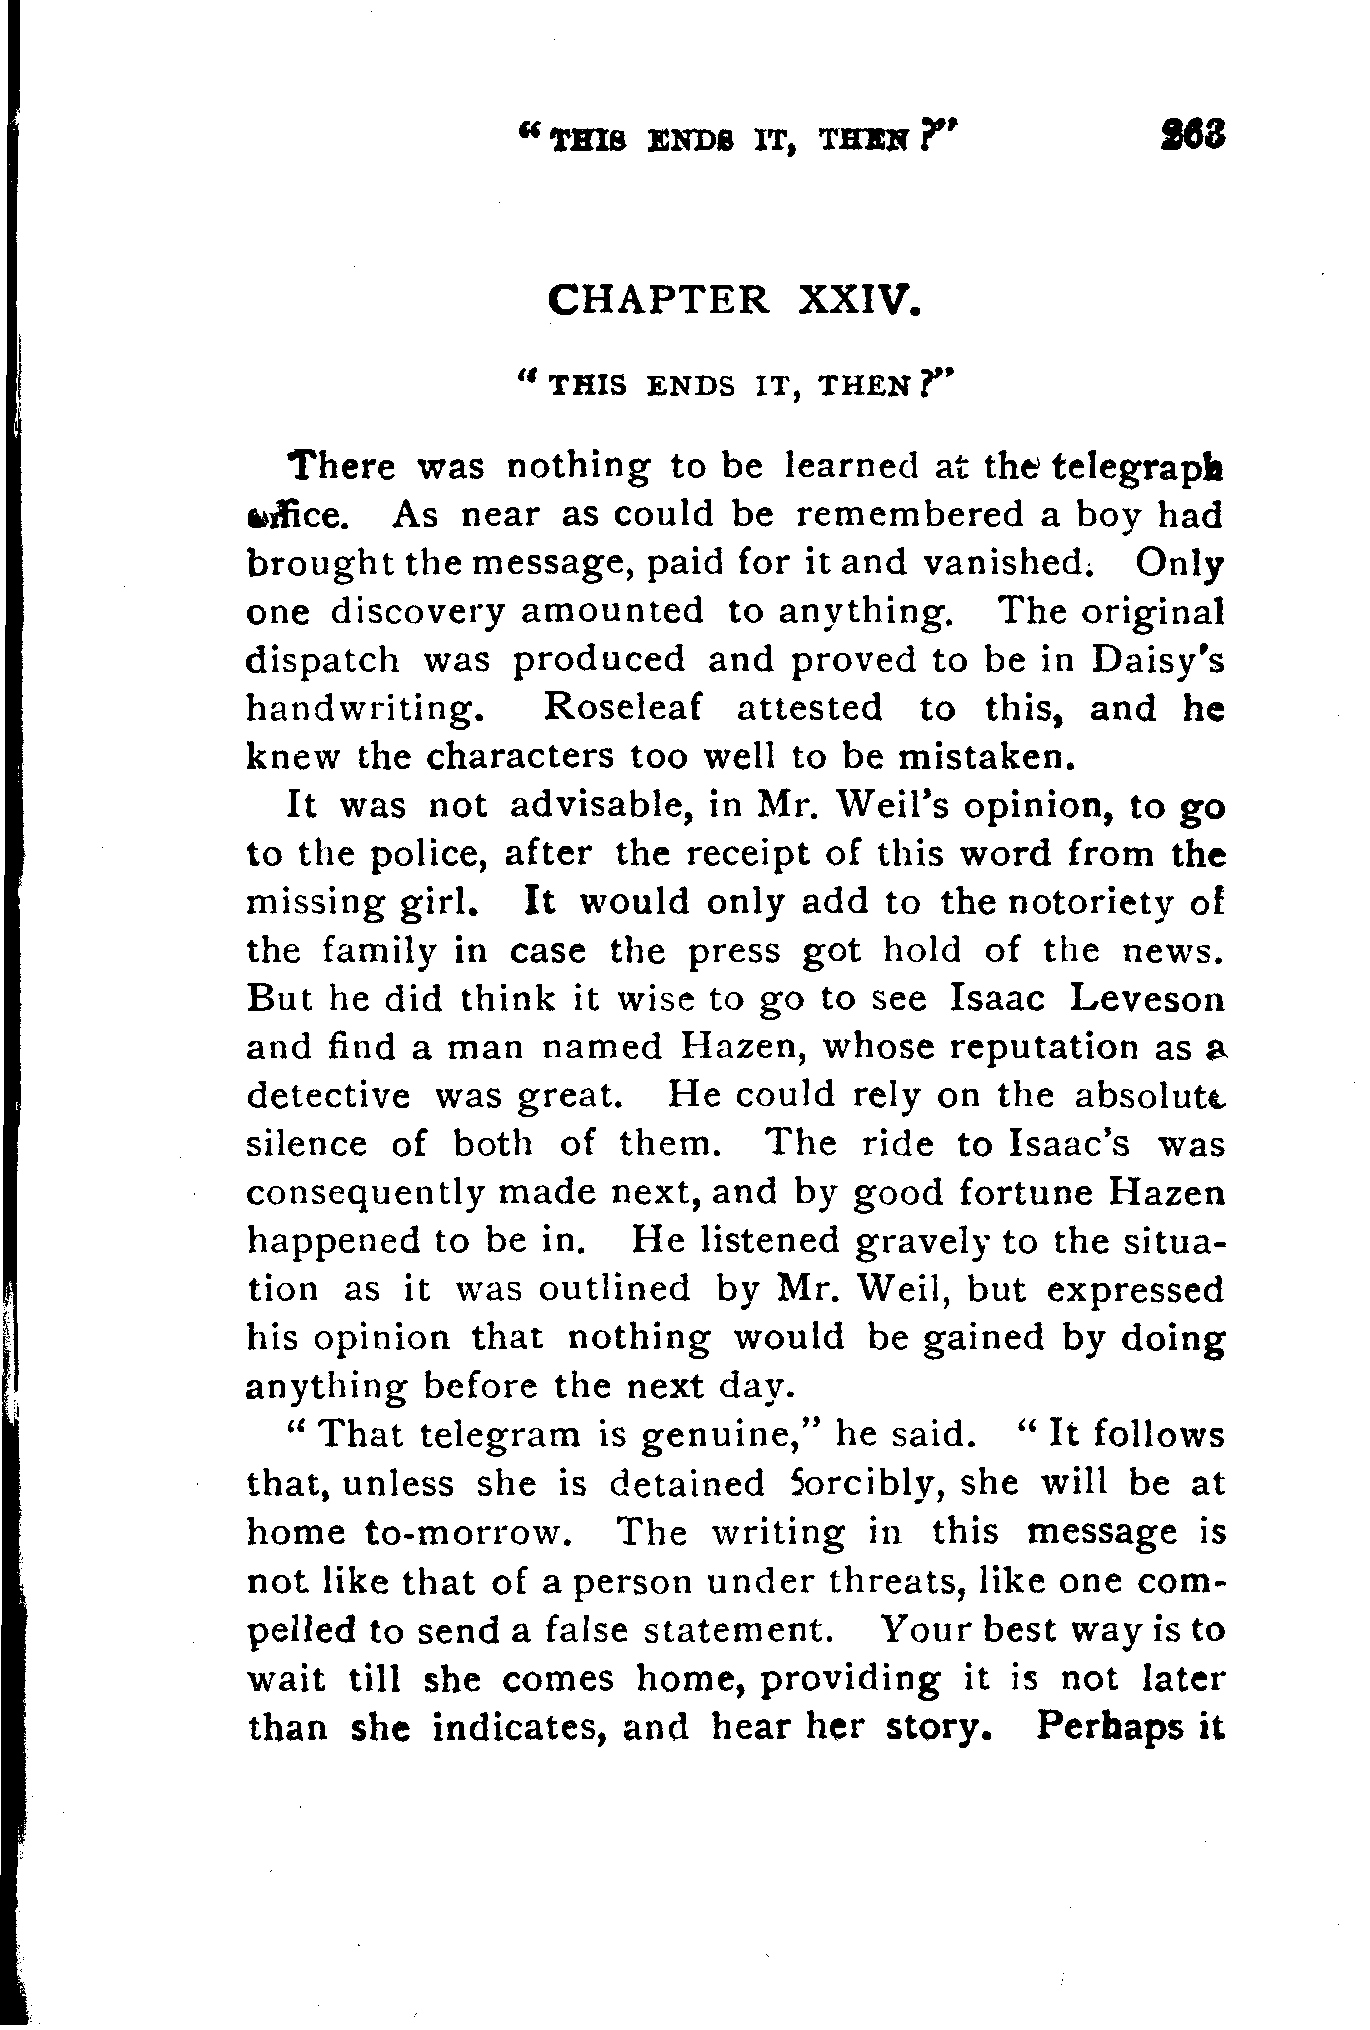 "THIS ENDS IT, THEN?" 263
CHAPTER XXIV.
"THIS ENDS IT, THEN?"
There was nothing to be learned at the telegraph
office. As near as could be remembered a boy had
brought the message, paid for it and vanished. Only
one discovery amounted to anything. The original
dispatch was produced and proved to be in Daisy's
handwriting. Roseleaf attested to this, and he
knew the characters too well to be mistaken.
It was not advisable, in Mr. Weil's opinion, to go
to the police, after the receipt of this word from the
missing girl. It would only add to the notoriety of
the family in case the press got hold of the news.
But he did think it wise to go to see Isaac Leveson
and find a man named Hazen, whose reputation as a
detective was great. He could rely on the absolute
silence of both of them. The ride to Isaac's was
consequently made next, and by good fortune Hazen
happened to be in. He listened gravely to the situa-
tion as it was outlined by Mr. Weil, but expressed
his opinion that nothing would be gained by doing
anything before the next day.
"That telegram is genuine," he said. "It follows
that, unless she is detained 5orcibly, she will be at
home to-morrow. The writing in this message is
not like that of a person under threats, like one com-
pelled to send a false statement. Your best way is to
wait till she comes home, providing it is not later
than she indicates, and hear her story. Perhaps it